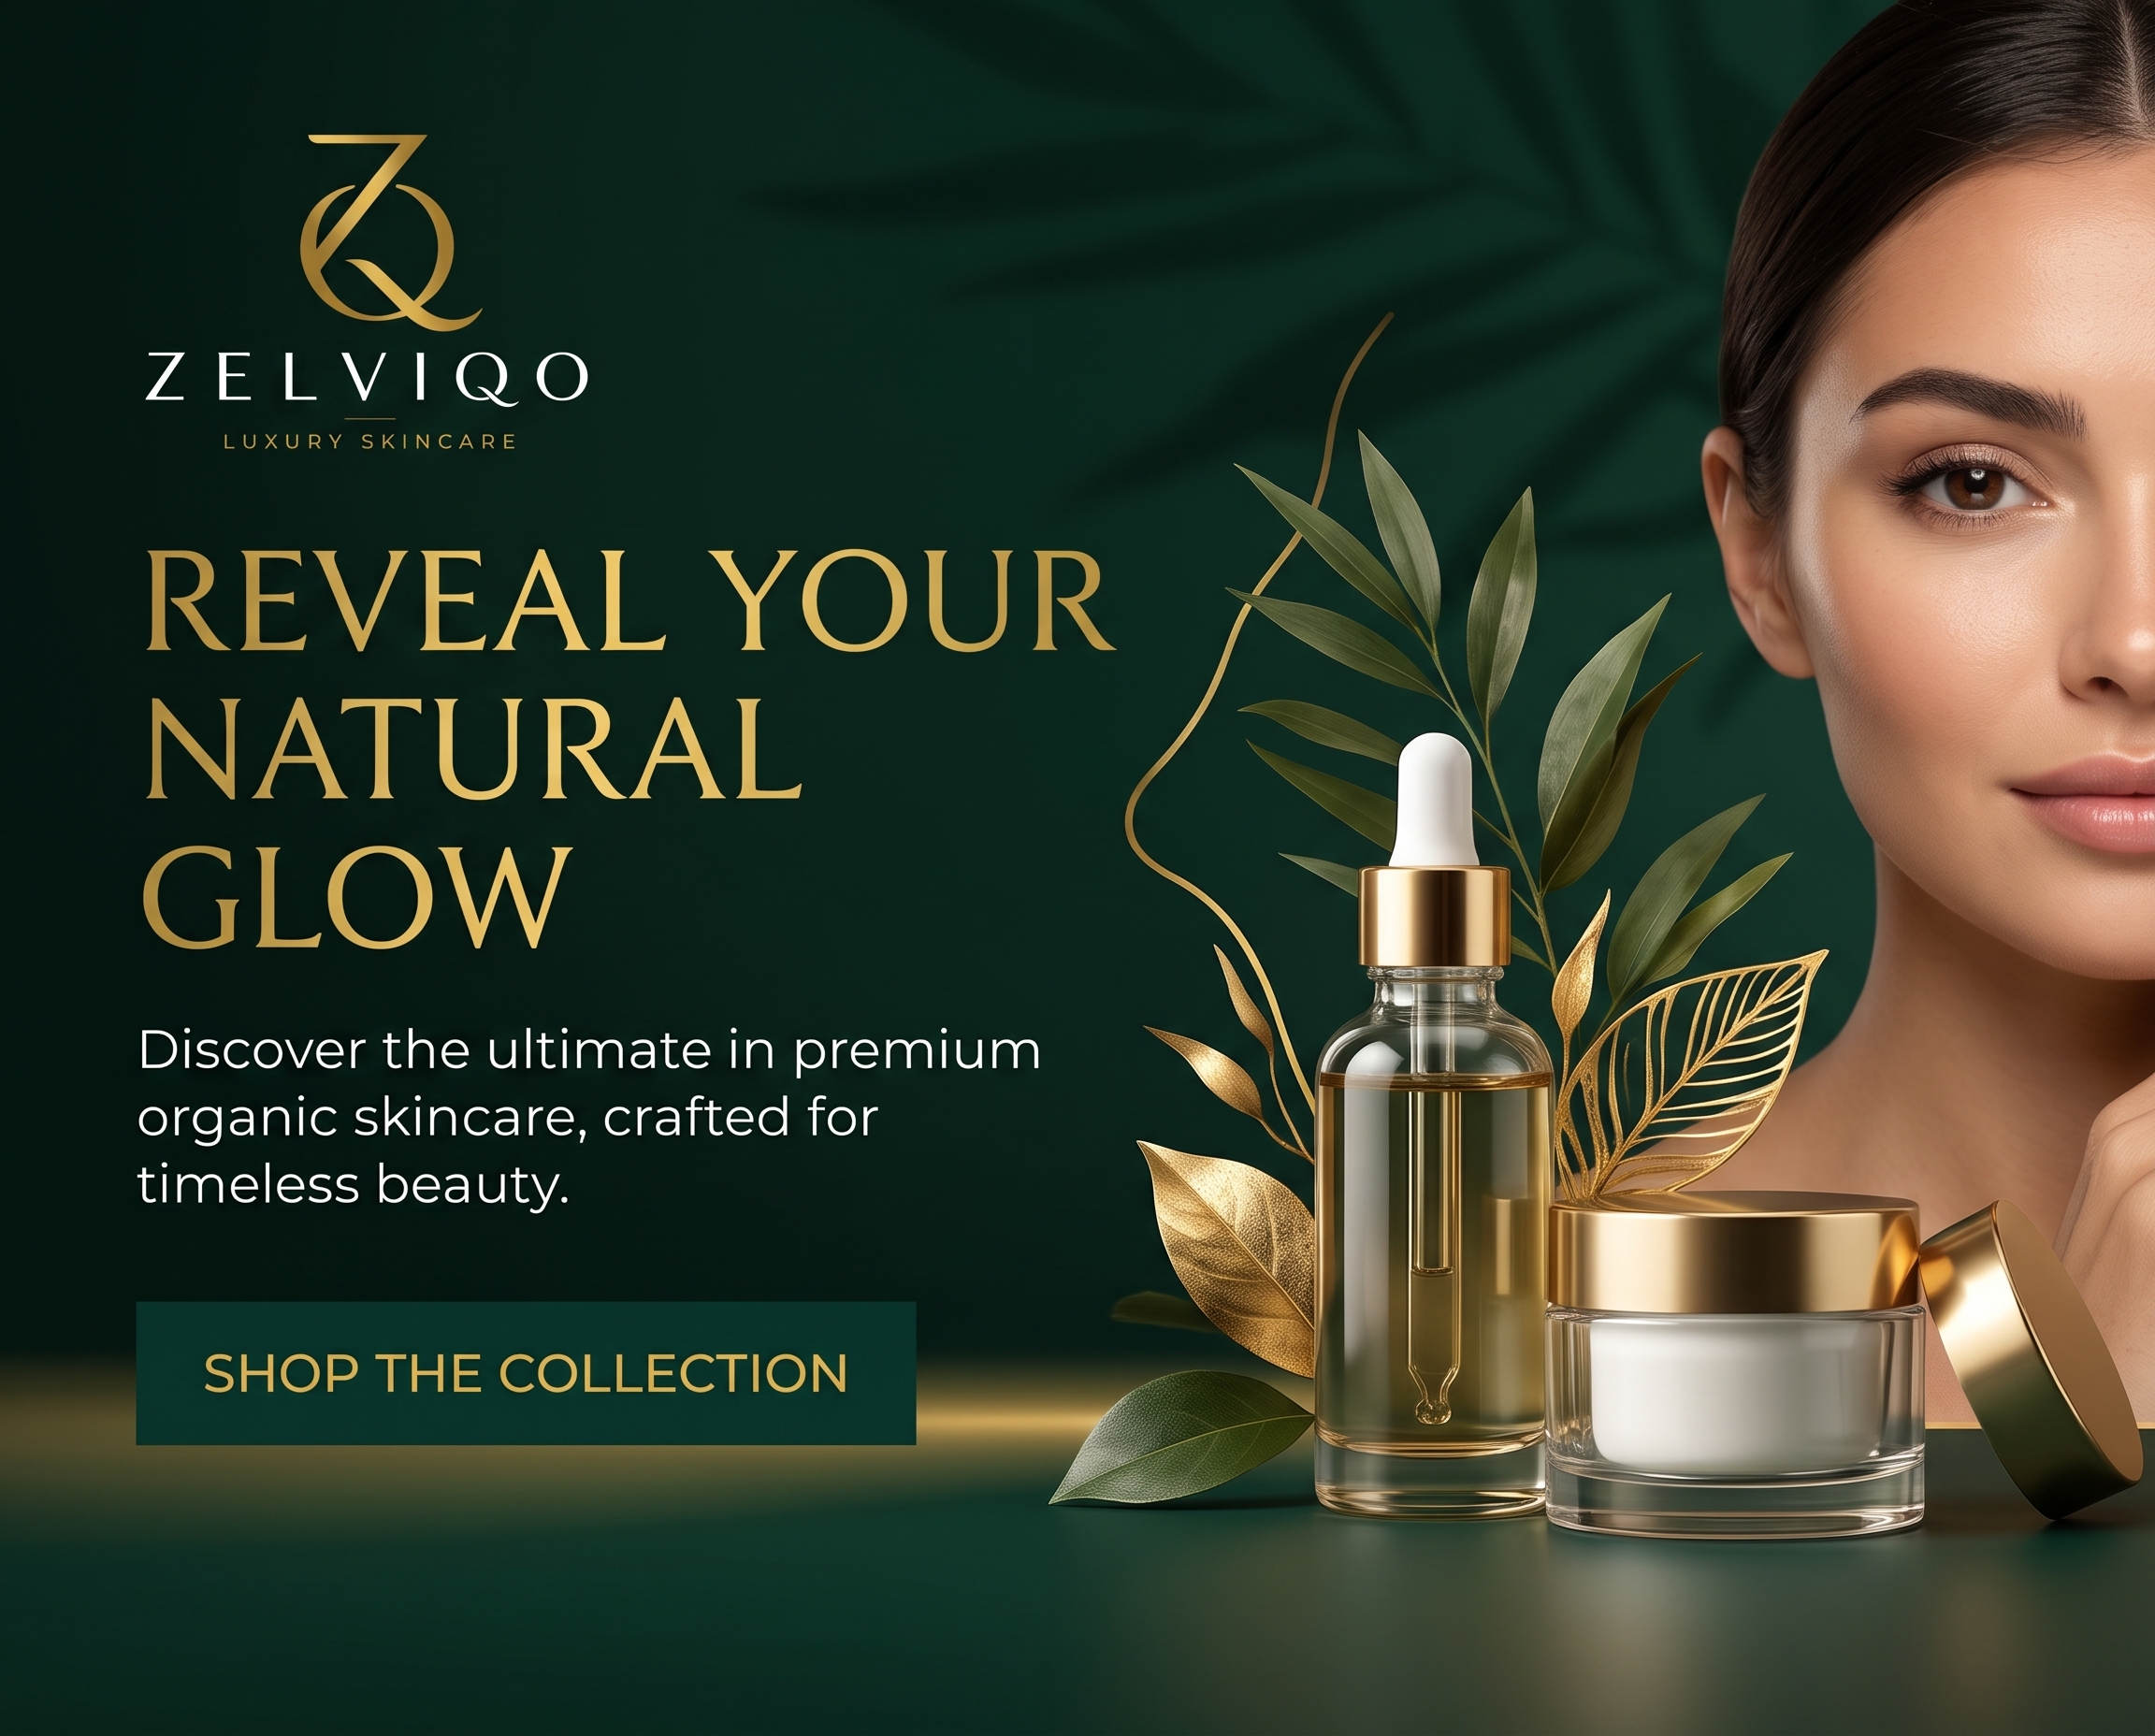 ZQ
ZELVIQO
LUXURY SKINCARE
REVEAL YOUR
NATURAL
GLOW
Discover the ultimate in premium
organic skincare, crafted for
timeless beauty.
SHOP THE COLLECTION